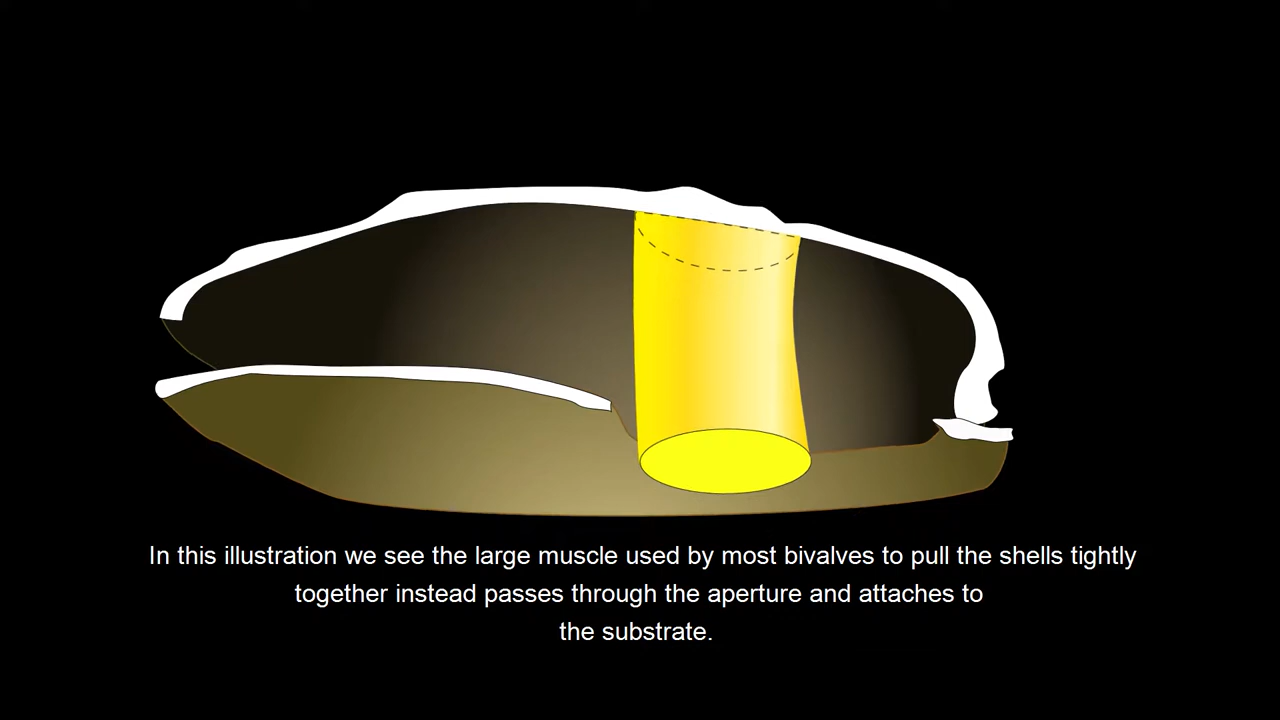 In this illustration we see the large muscle used by most bivalves to pull the shells tightly
together instead passes through the aperture and attaches to
the substrate.